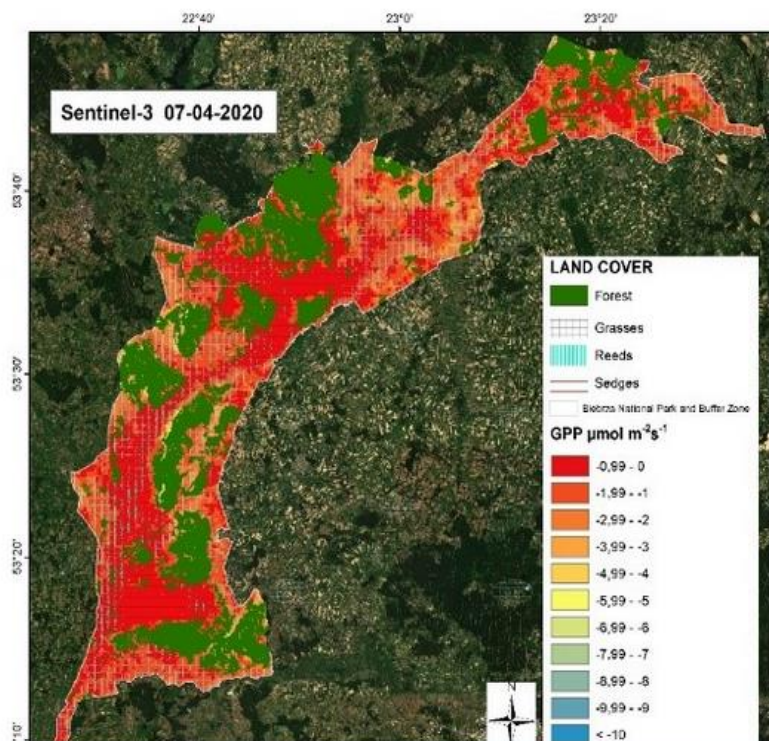 22°40' 23°0' 23°20'
Sentinel-3 07-04-2020
53°40'
53°30'
53°20'
LAND COVER
Forest
Grasses
Reeds
Sedges
Biebrza National Park and Buffer Zone
GPP µmol m⁻²s⁻¹
-0,99 - 0
-1,99 - -1
-2,99 - -2
-3,99 - -3
-4,99 - -4
-5,99 - -5
-6,99 - -6
-7,99 - -7
-8,99 - -8
-9,99 - -9
< -10
N